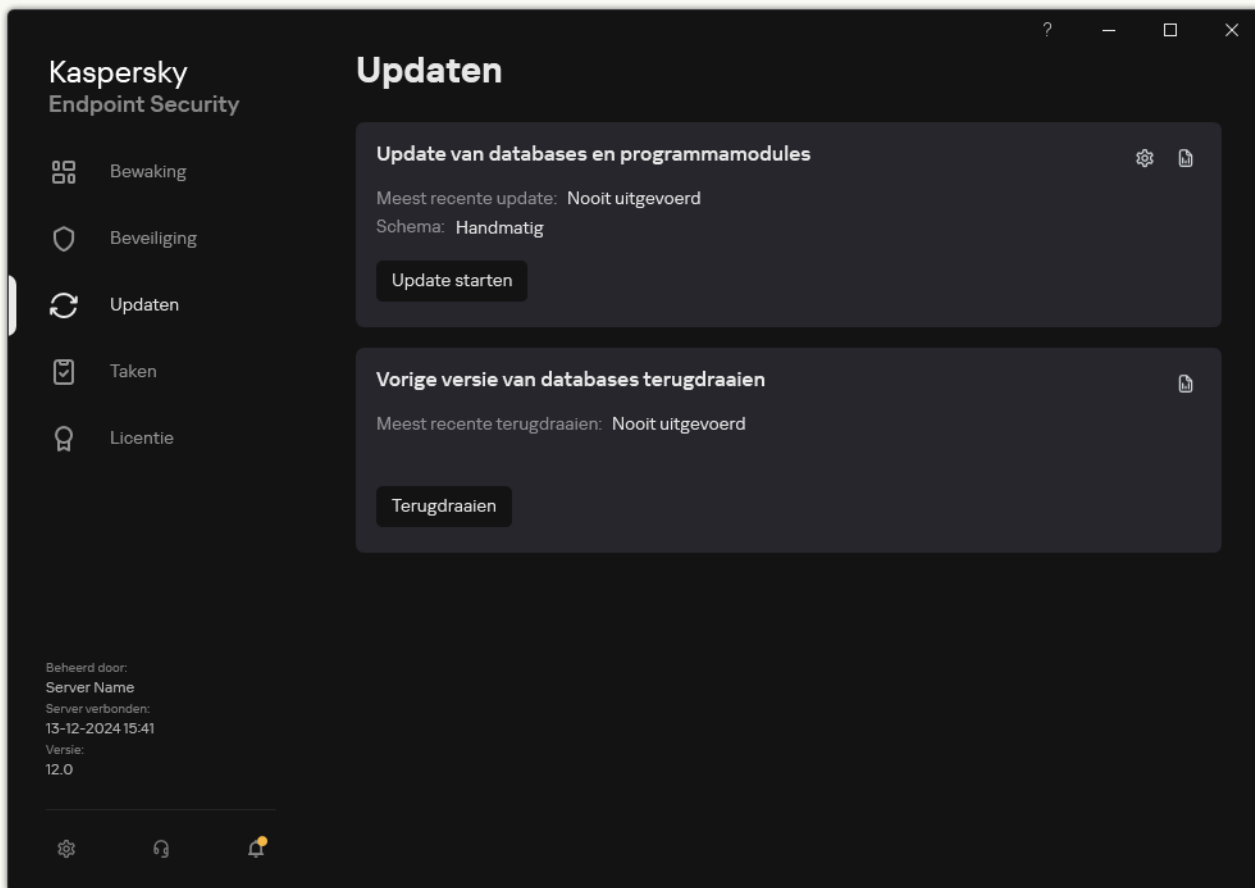 ?
Kaspersky
Endpoint Security
Bewaking
Beveiliging
Updaten
Taken
Licentie
Beheerd door:
Server Name
Server verbonden:
13-12-2024 15:41
Versie:
12.0
Updaten
Update van databases en programmamodules
Meest recente update: Nooit uitgevoerd
Schema: Handmatig
Update starten
Vorige versie van databases terugdraaien
Meest recente terugdraaien: Nooit uitgevoerd
Terugdraaien